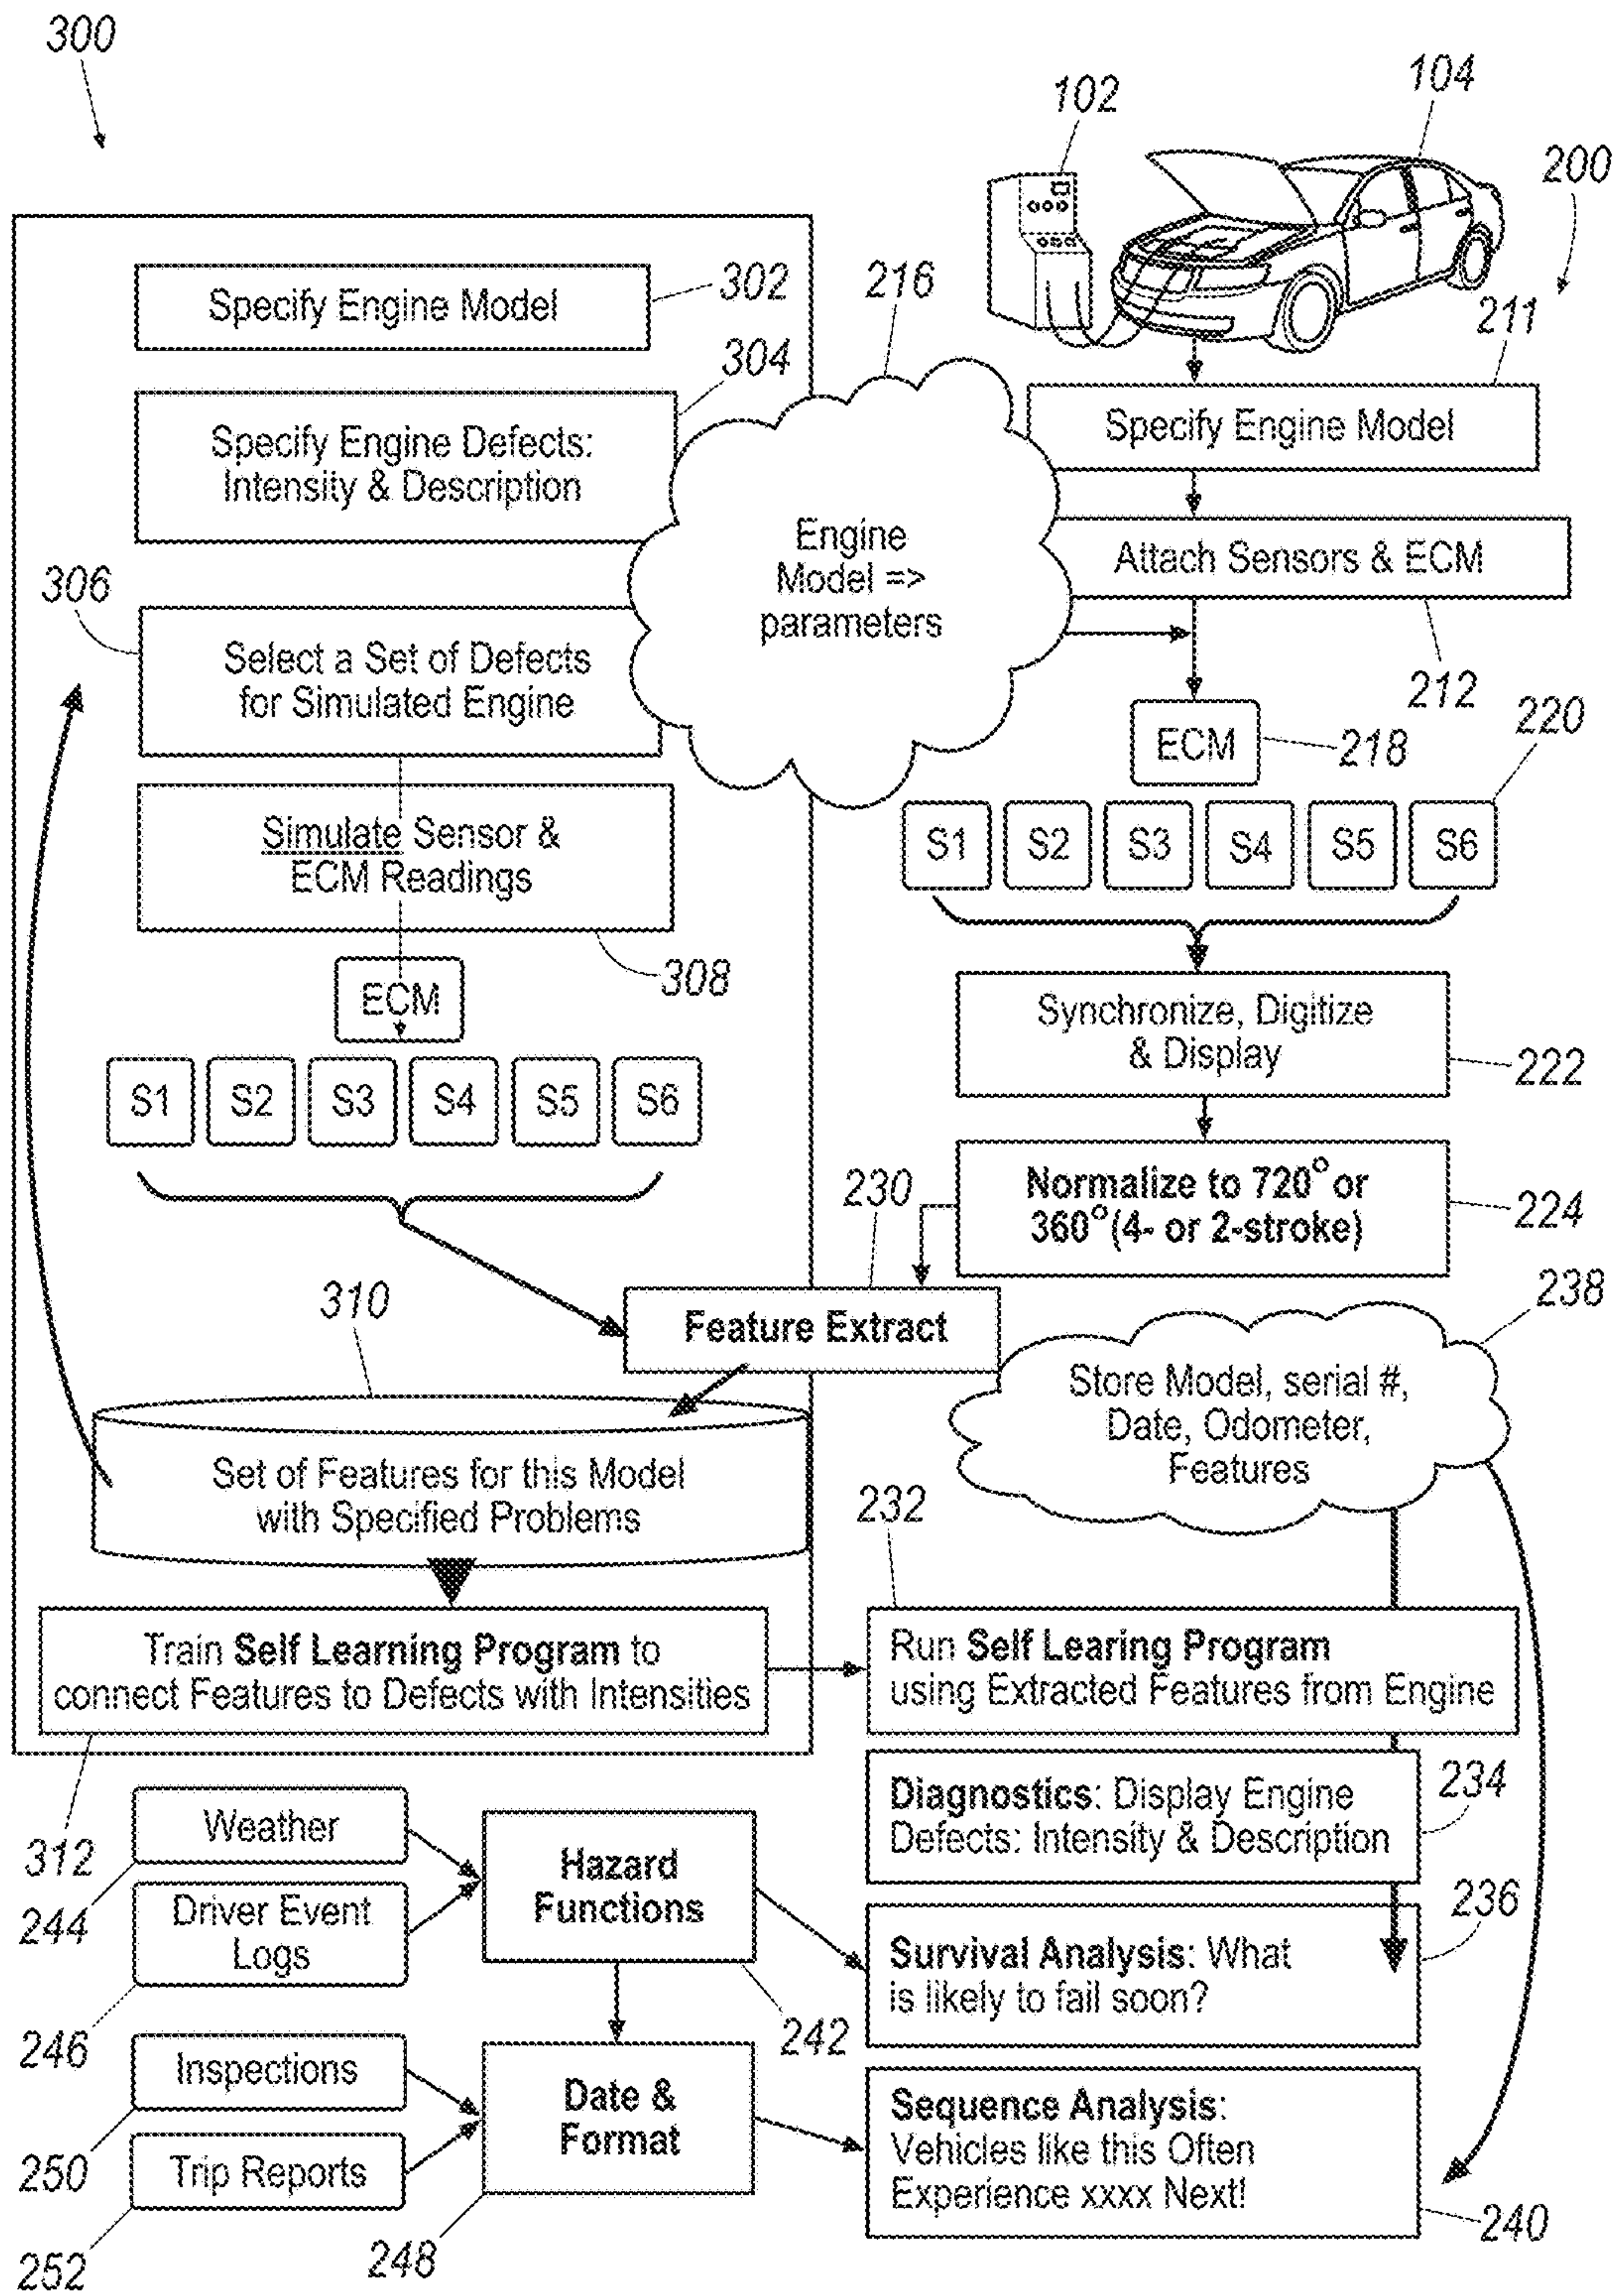 300
102
104
200
Specify Engine Model
302
216
211
304
Specify Engine Defects:
Intensity & Description
Specify Engine Model
Engine
Model =>
parameters
Attach Sensors & ECM
306
Select a Set of Defects
for Simulated Engine
212
ECM
218
220
Simulate Sensor &
ECM Readings
S1 S2 S3 S4 S5 S6
308
ECM
Synchronize, Digitize
& Display
222
S1 S2 S3 S4 S5 S6
230
Normalize to 720° or
360° (4- or 2-stroke)
224
310
Feature Extract
238
Store Model, serial #,
Date, Odometer,
Features
Set of Features for this Model
with Specified Problems
232
Train Self Learning Program to
connect Features to Defects with Intensities
Run Self Learing Program
using Extracted Features from Engine
312
Diagnostics: Display Engine
Defects: Intensity & Description
234
Weather
244
Driver Event
Logs
246
Hazard
Functions
242
Survival Analysis: What
is likely to fail soon?
236
Inspections
250
Trip Reports
252
Date &
Format
248
Sequence Analysis:
Vehicles like this Often
Experience xxxx Next!
240